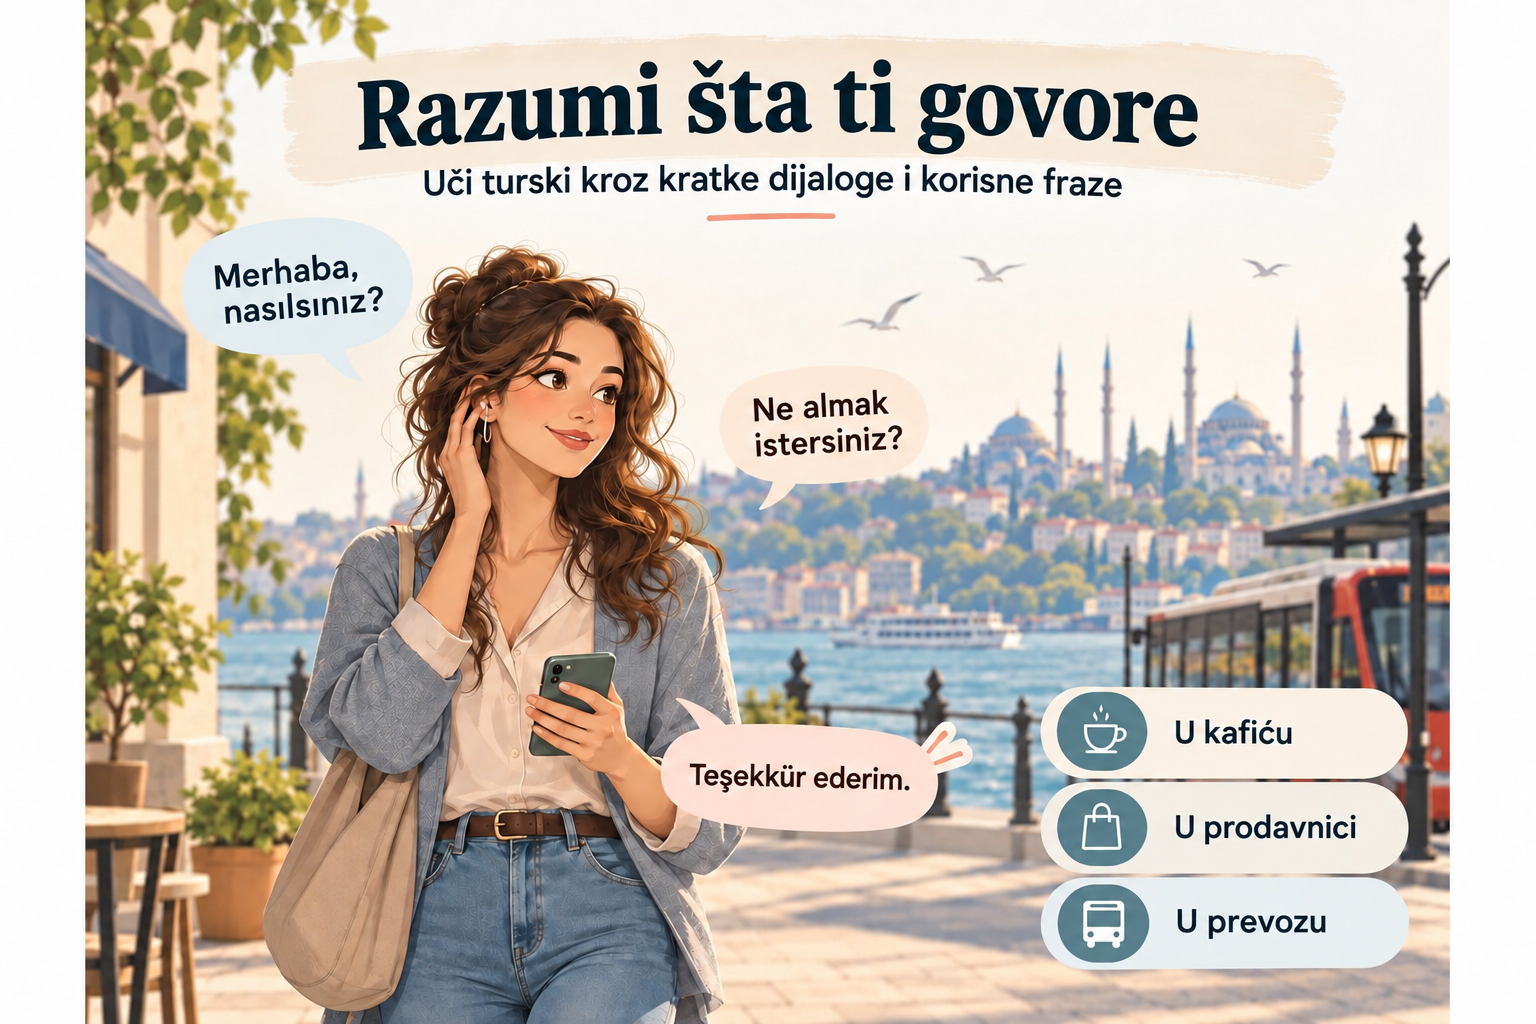 Razumi šta ti govore
Uči turski kroz kratke dijaloge i korisne fraze
Merhaba,
nasılsınız?
Ne almak
istersiniz?
Teşekkür ederim.
U kafiću
U prodavnici
U prevozu